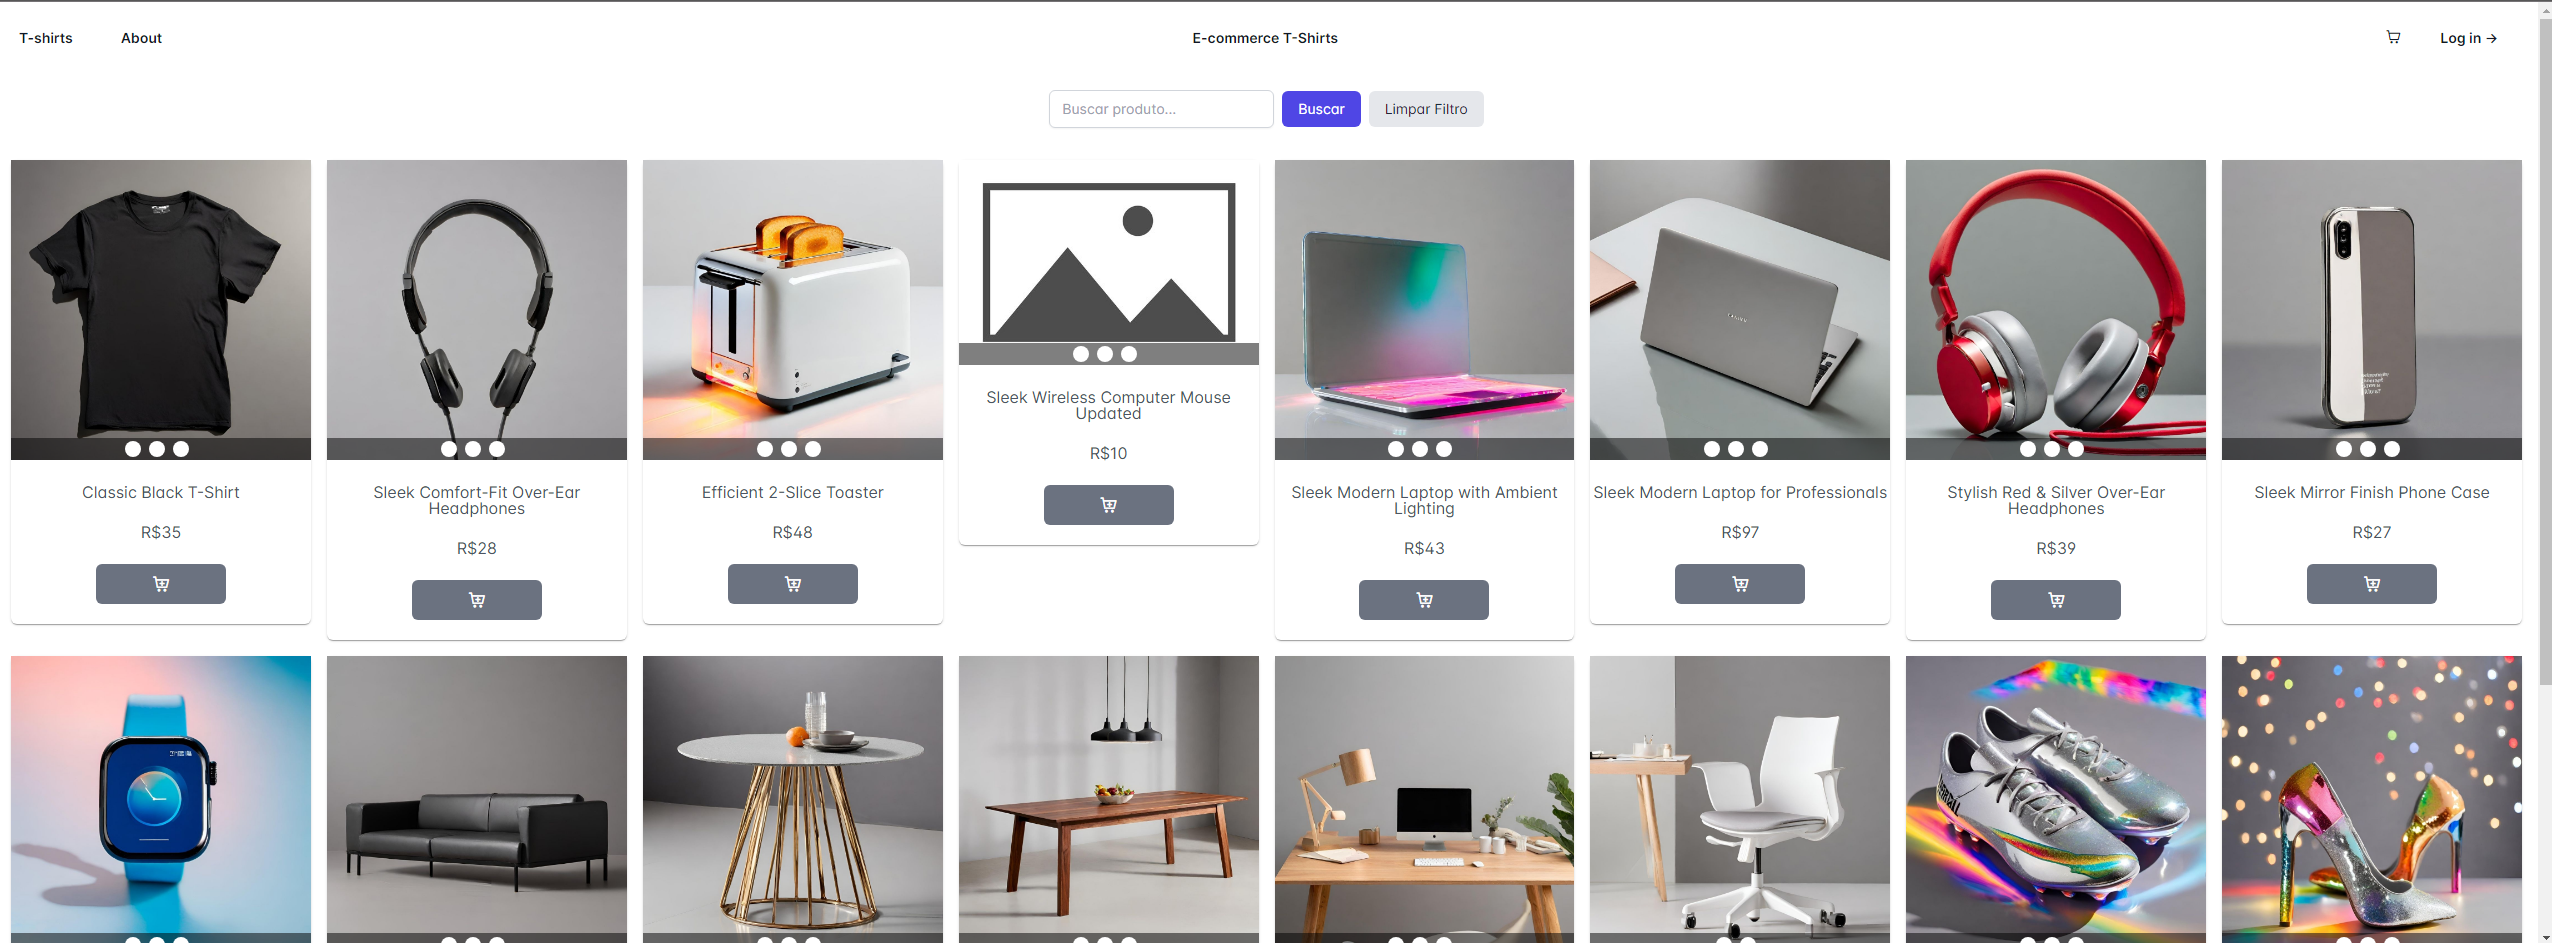 T-shirts
About
E-commerce T-Shirts
Log in →
Buscar produto...
Buscar
Limpar Filtro
Classic Black T-Shirt
R$35
Sleek Comfort-Fit Over-Ear
Headphones
R$28
Efficient 2-Slice Toaster
R$48
Sleek Wireless Computer Mouse
Updated
R$10
Sleek Modern Laptop with Ambient
Lighting
R$43
Sleek Modern Laptop for Professionals
R$97
Stylish Red & Silver Over-Ear
Headphones
R$39
Sleek Mirror Finish Phone Case
R$27